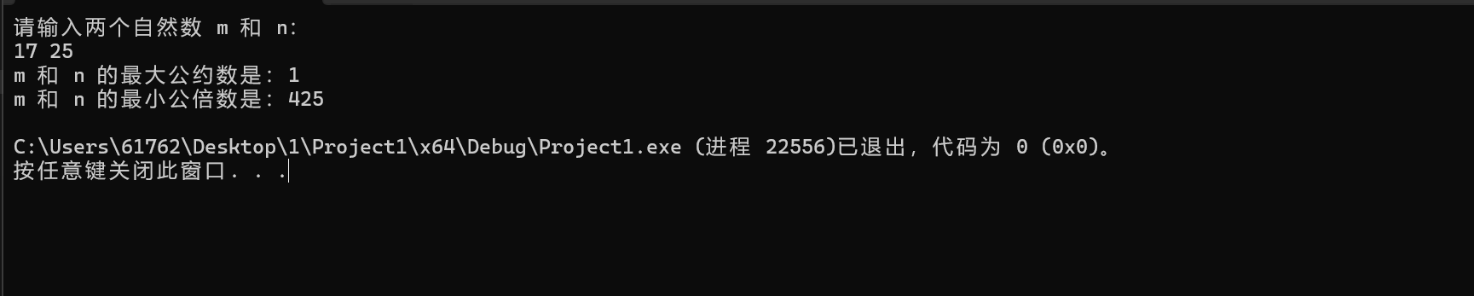 请输入两个自然数 m 和 n:
17 25
m 和 n 的最大公约数是: 1
m 和 n 的最小公倍数是: 425
C:\Users\61762\Desktop\1\Project1\x64\Debug\Project1.exe (进程 22556)已退出，代码为 0 (0x0)。
按任意键关闭此窗口. . .